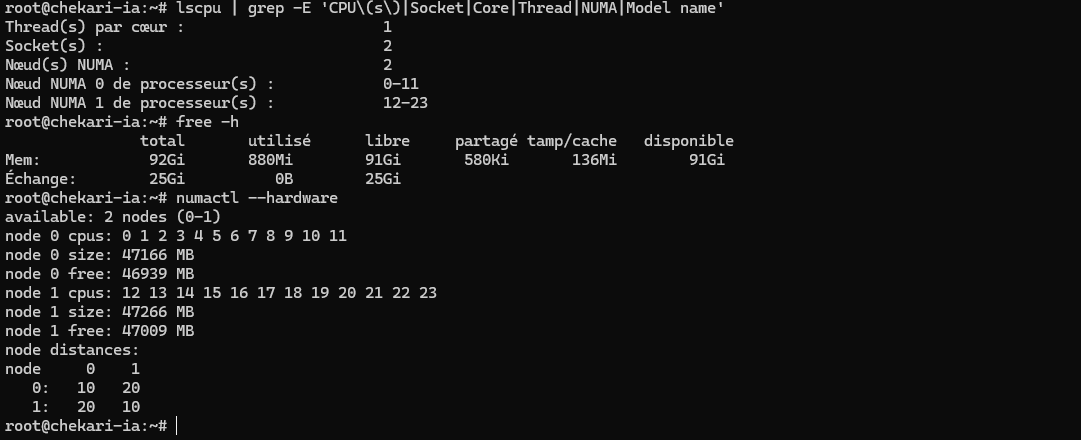 root@chekari-ia:~# lscpu | grep -E 'CPU\(s\)|Socket|Core|Thread|NUMA|Model name'
Thread(s) par cœur : 1
Socket(s) : 2
Nœud(s) NUMA : 2
Nœud NUMA 0 de processeur(s) : 0-11
Nœud NUMA 1 de processeur(s) : 12-23
root@chekari-ia:~# free -h
total utilisé libre partagé tamp/cache disponible
Mem: 92Gi 880Mi 91Gi 580Ki 136Mi 91Gi
Échange: 25Gi 0B 25Gi
root@chekari-ia:~# numactl --hardware
available: 2 nodes (0-1)
node 0 cpus: 0 1 2 3 4 5 6 7 8 9 10 11
node 0 size: 47166 MB
node 0 free: 46939 MB
node 1 cpus: 12 13 14 15 16 17 18 19 20 21 22 23
node 1 size: 47266 MB
node 1 free: 47009 MB
node distances:
node 0 1
0: 10 20
1: 20 10
root@chekari-ia:~#